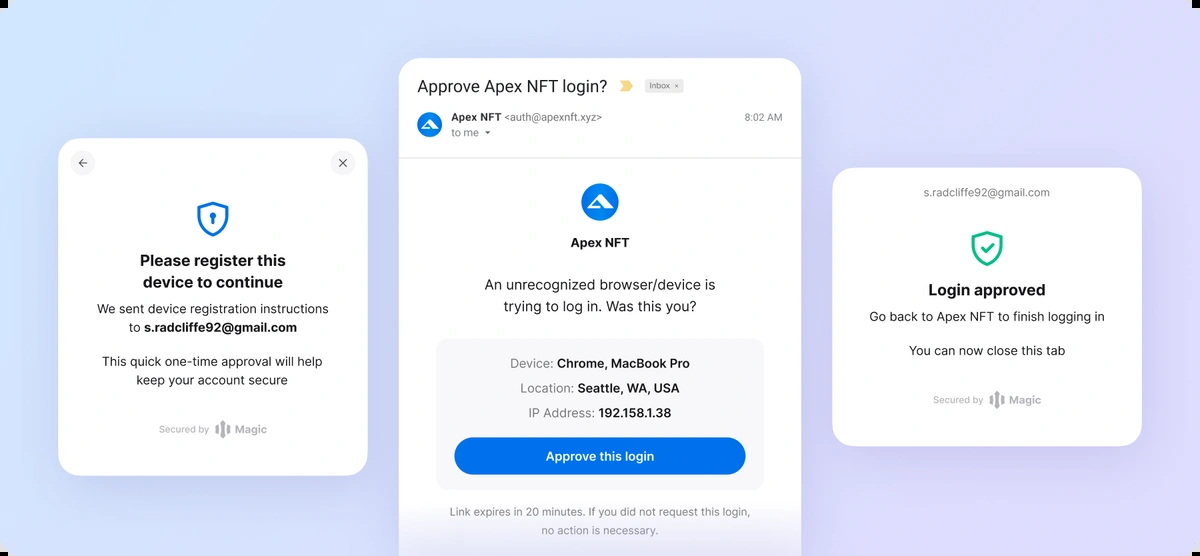 Please register this
device to continue
We sent device registration instructions
to s.radcliffe92@gmail.com
This quick one-time approval will help
keep your account secure
Secured by Magic
Approve Apex NFT login? Inbox ×
Apex NFT <auth@apexnft.xyz> 8:02 AM
to me
Apex NFT
An unrecognized browser/device is
trying to log in. Was this you?
Device: Chrome, MacBook Pro
Location: Seattle, WA, USA
IP Address: 192.158.1.38
Approve this login
Link expires in 20 minutes. If you did not request this login,
no action is necessary.
s.radcliffe92@gmail.com
Login approved
Go back to Apex NFT to finish logging in
You can now close this tab
Secured by Magic